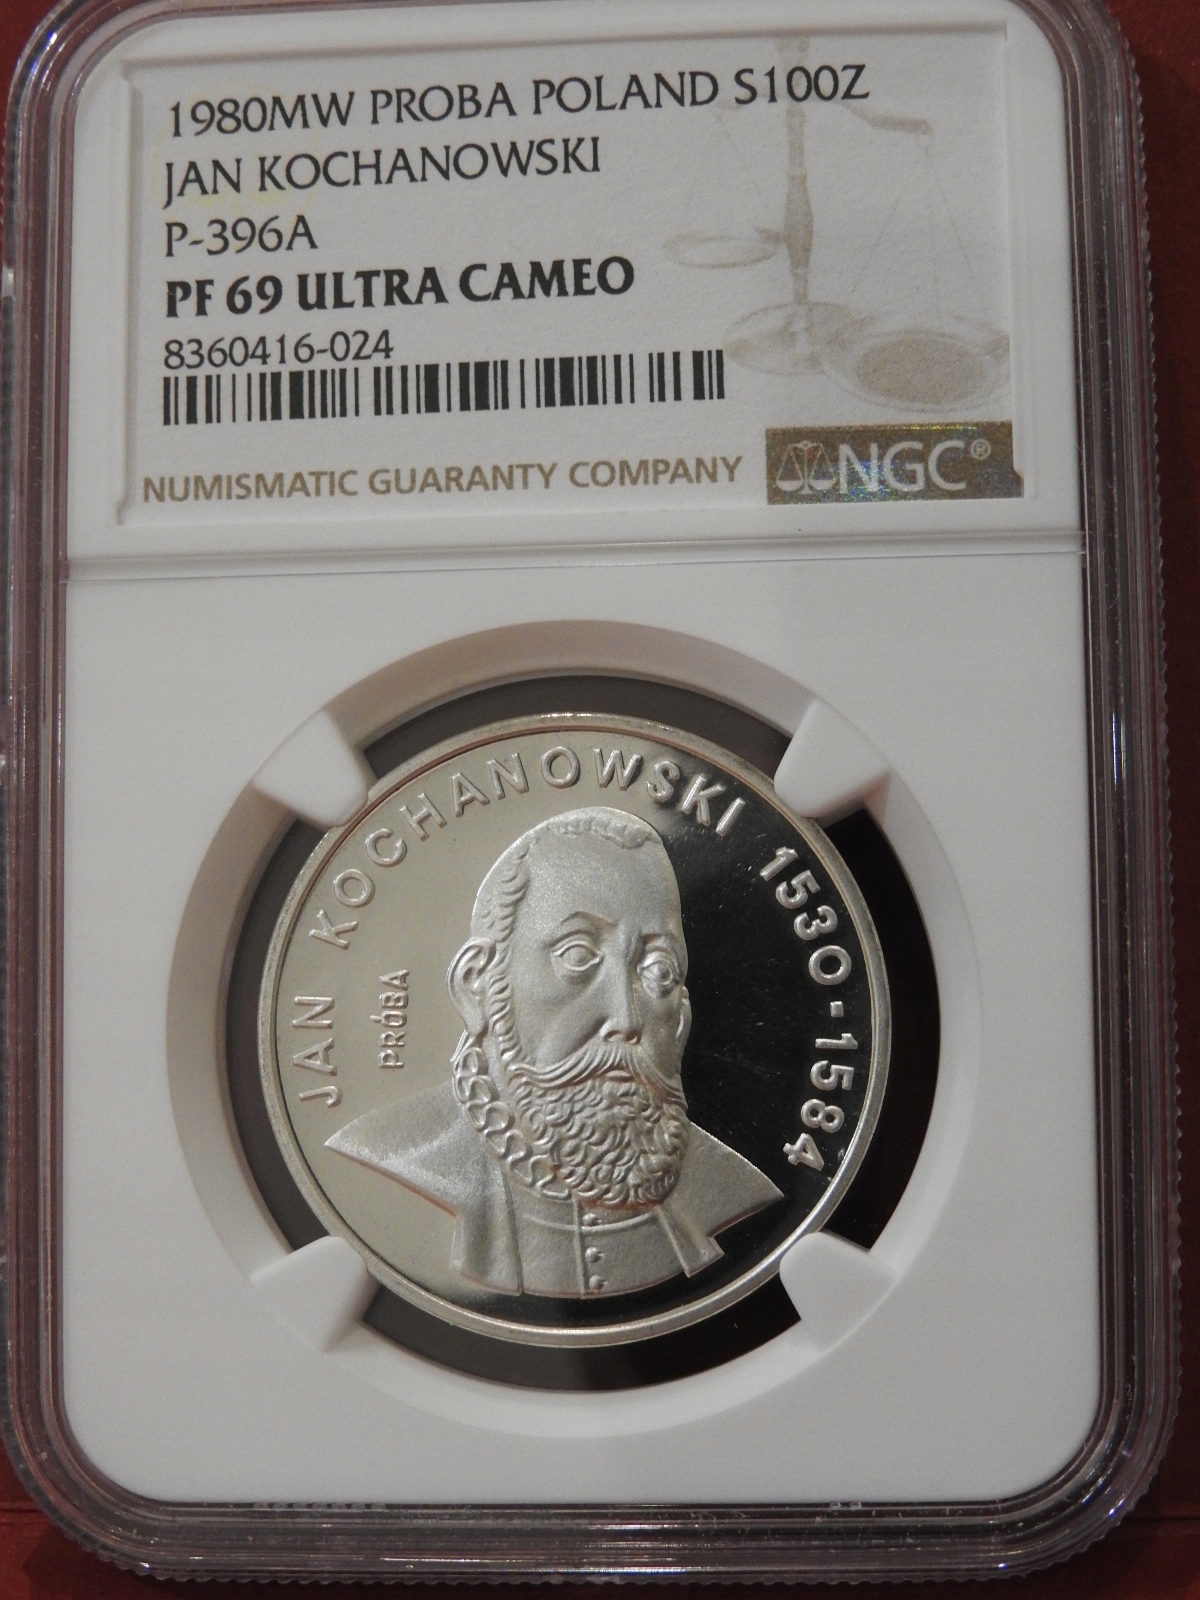 1980MW PROBA POLAND S100Z
JAN KOCHANOWSKI
P-396A
PF 69 ULTRA CAMEO
8360416-024
NUMISMATIC GUARANTY COMPANY NGC®
JAN KOCHANOWSKI 1530-1584
PRÓBA